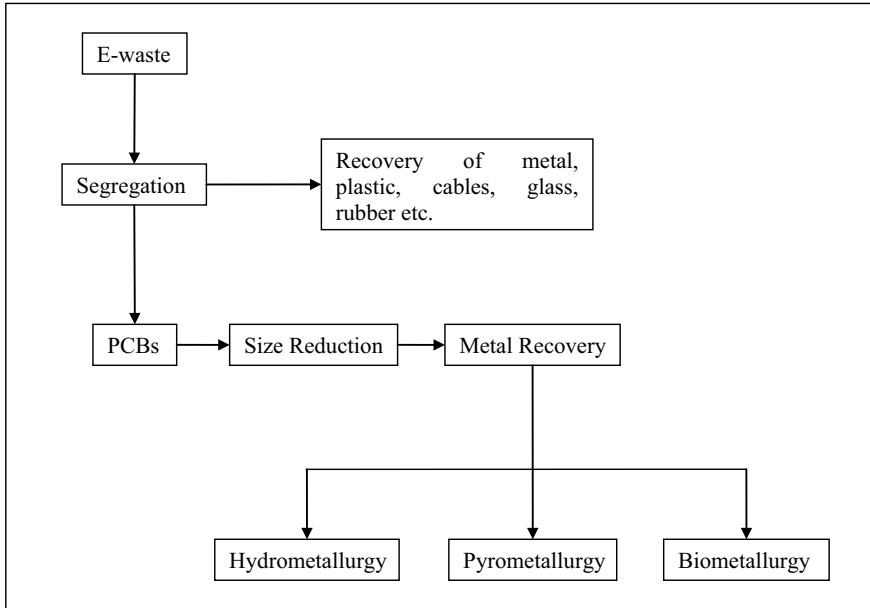 E-waste
Segregation
Recovery of metal,
plastic, cables, glass,
rubber etc.
PCBs
Size Reduction
Metal Recovery
Hydrometallurgy
Pyrometallurgy
Biometallurgy